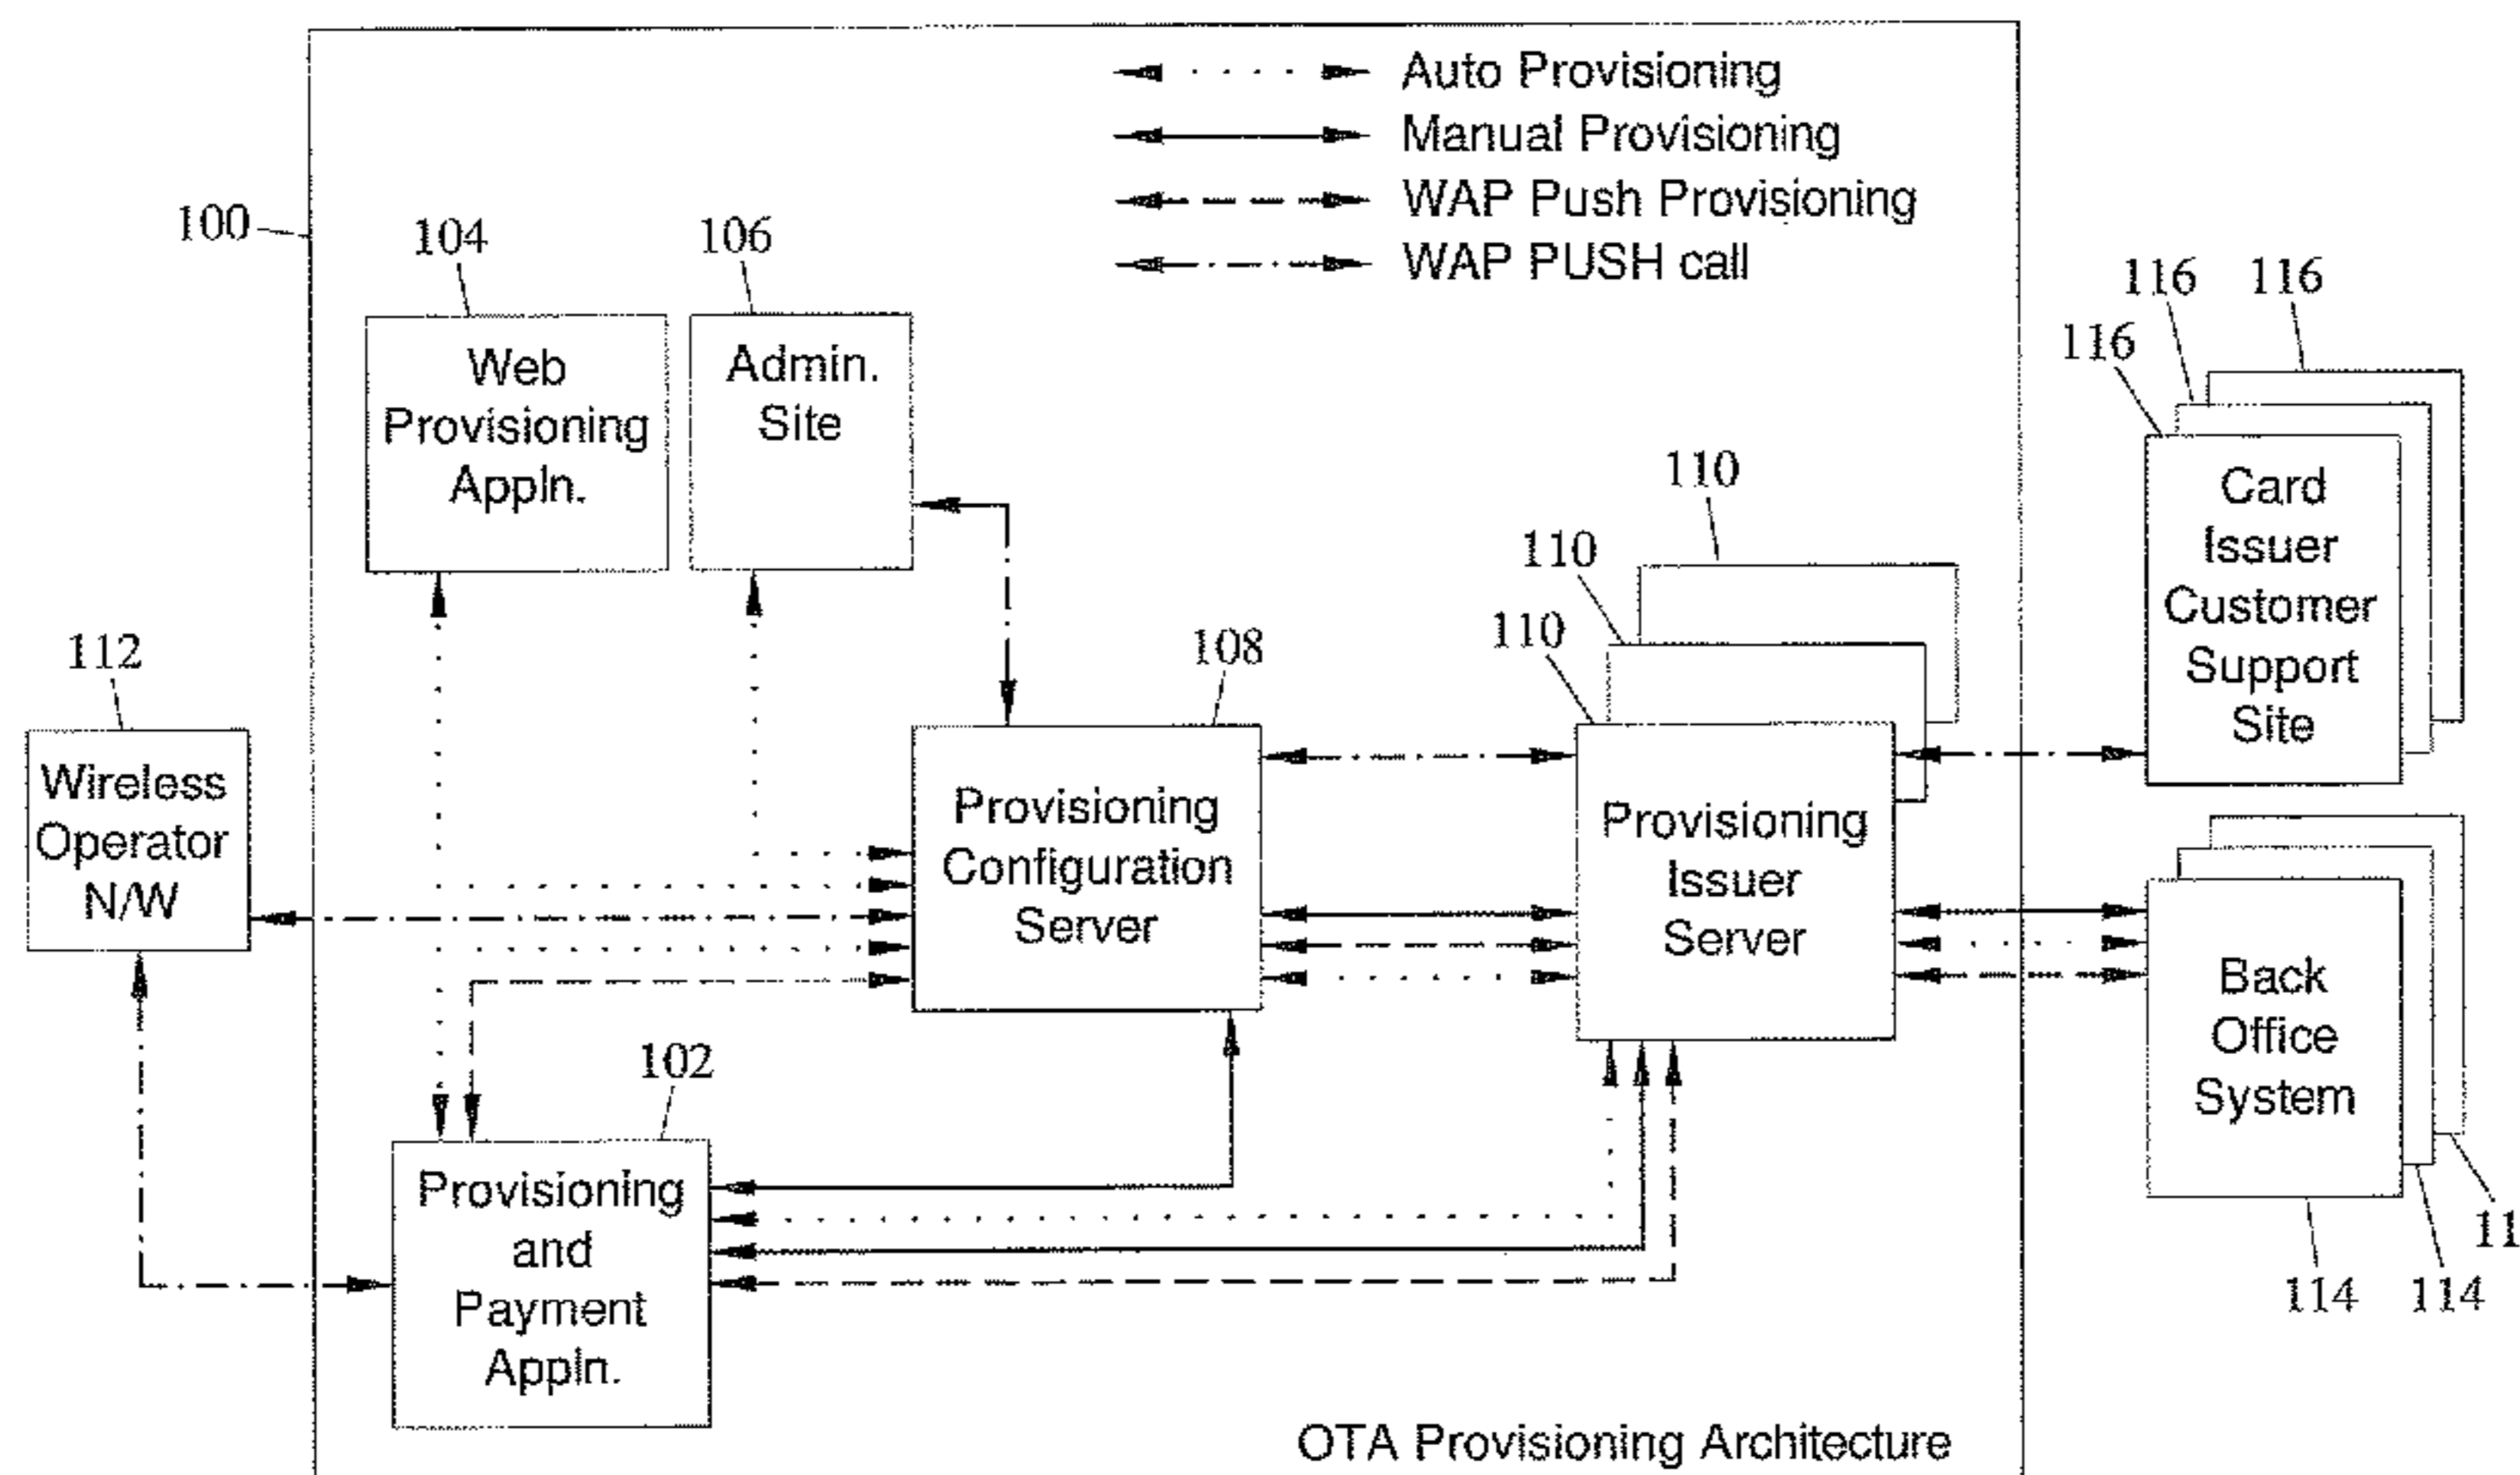 Auto Provisioning
Manual Provisioning
WAP Push Provisioning
WAP PUSH call
100
104
106
116
116
116
Web
Provisioning
Appln.
Admin.
Site
Card
Issuer
Customer
Support
Site
110
110
110
112
108
Wireless
Operator
N/W
Provisioning
Configuration
Server
Provisioning
Issuer
Server
Back
Office
System
102
Provisioning
and
Payment
Appln.
11
114
114
OTA Provisioning Architecture